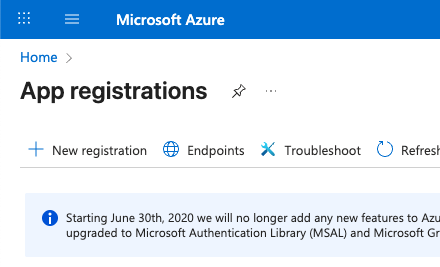 Microsoft Azure
Home
App registrations
New registration Endpoints Troubleshoot Refresh
Starting June 30th, 2020 we will no longer add any new features to Azu
upgraded to Microsoft Authentication Library (MSAL) and Microsoft Gr